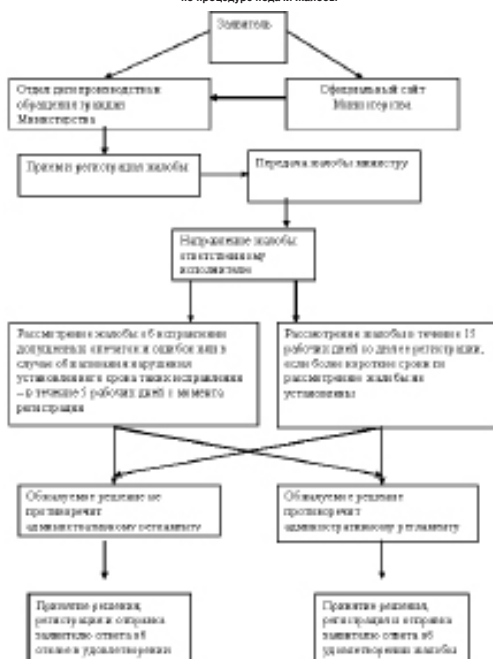 по процедуре подачи жалобы
Заявитель
Отдел делопроизводства и
обращений граждан
Министерства
Официальный сайт
Министерства
Прием и регистрация жалобы
Передача жалобы министру
Направление жалобы
ответственному
исполнителю
Рассмотрение жалобы об исправлении
допущенных опечаток и ошибок или в
случае обжалования нарушения
установленного срока таких исправлений
– в течение 5 рабочих дней с момента
регистрации
Рассмотрение жалобы в течение 15
рабочих дней со дня ее регистрации,
если более короткие сроки
рассмотрения жалобы не
установлены
Обжалуемое решение не
противоречит
административному регламенту
Обжалуемое решение
противоречит
административному регламенту
Принятие решения,
регистрация и отправка
заявителю ответа об
отказе в удовлетворении
Принятие решения,
регистрация и отправка
заявителю ответа об
удовлетворении жалобы